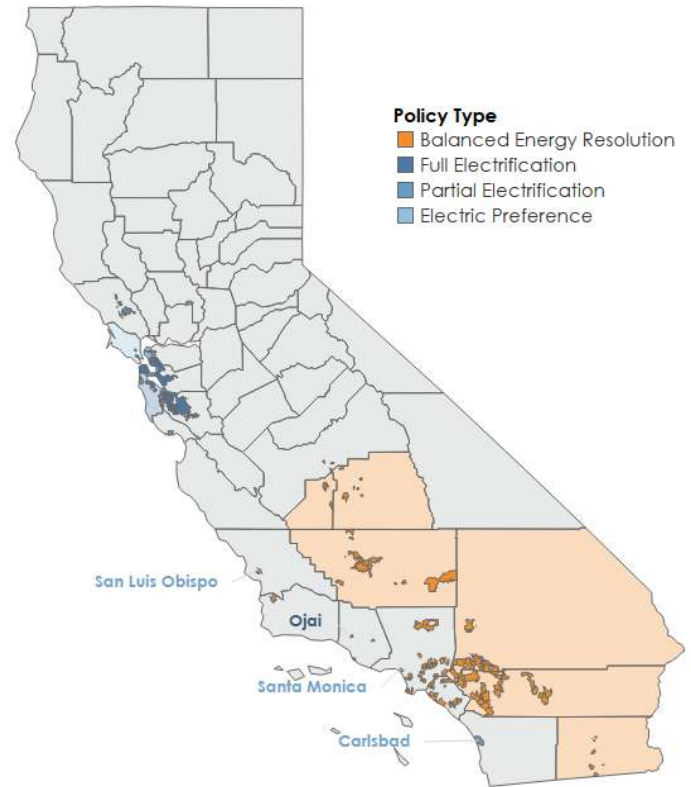 Policy Type
Balanced Energy Resolution
Full Electrification
Partial Electrification
Electric Preference
San Luis Obispo
Ojai
Santa Monica
Carlsbad